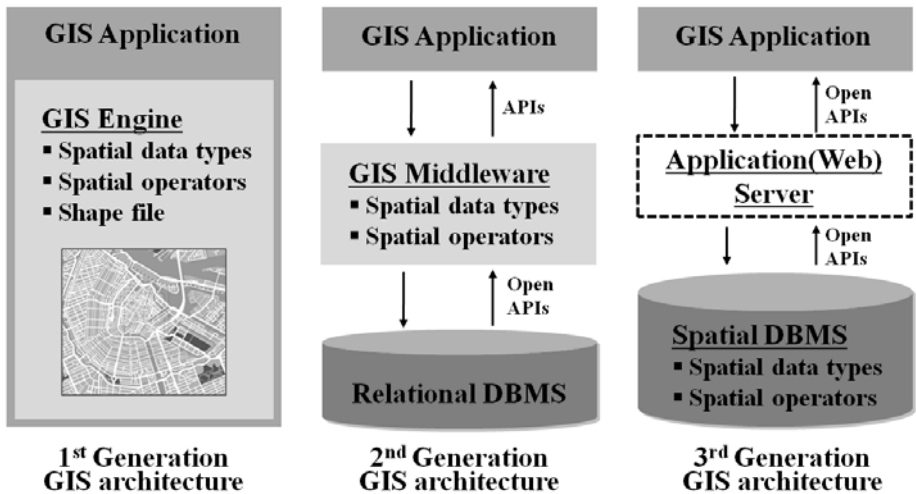 GIS Application
GIS Engine
▪ Spatial data types
▪ Spatial operators
▪ Shape file
1st Generation
GIS architecture
GIS Application
APIs
GIS Middleware
▪ Spatial data types
▪ Spatial operators
Open
APIs
Relational DBMS
2nd Generation
GIS architecture
GIS Application
Open
APIs
Application(Web)
Server
Open
APIs
Spatial DBMS
▪ Spatial data types
▪ Spatial operators
3rd Generation
GIS architecture